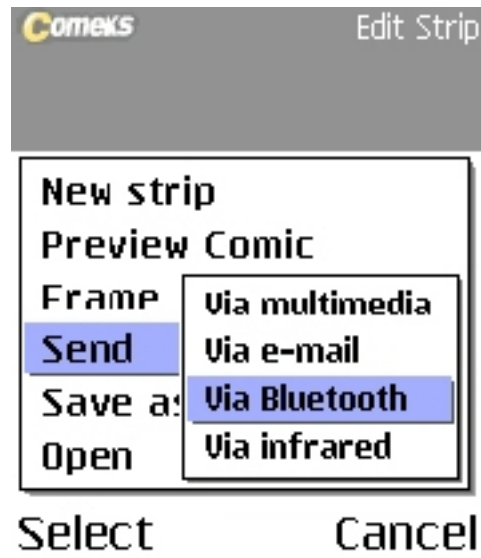 Comeks Edit Strip
New strip
Preview Comic
Frame
Send
Save as
Open
Via multimedia
Via e-mail
Via Bluetooth
Via infrared
Select Cancel